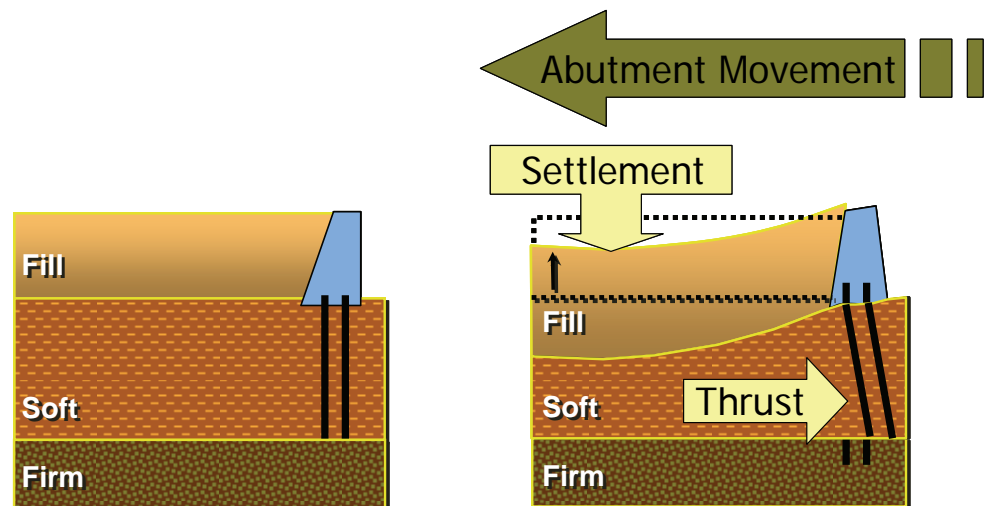 Abutment Movement
Settlement
Fill
Soft
Firm
Fill
Soft
Thrust
Firm